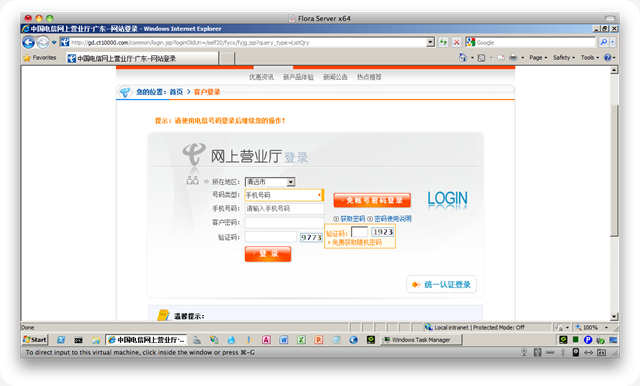 Flora Server x64
中国电信网上营业厅·广东--网站登录 - Windows Internet Explorer
http://gd.ct10000.com/common/login.jsp?loginOldUri=/self20/fycx/fyjg.jsp?query_type=ListQry
Google
Favorites 中国电信网上营业厅·广东--网站登录 Page Safety Tools
优惠资讯 新产品体验 新闻公告 热点推荐
您的位置：首页 > 客户登录
提示：请使用电信号码登录后继续您的操作！
网上营业厅 登录
所在地区： 清远市
号码类型： 手机号码 免帐号密码登录 LOGIN
手机号码： 请输入手机号码 获取密码 密码使用说明
客户密码：
验证码： 9773 验证码： 1923
免费获取随机密码
登录
统一认证登录
温馨提示：
Done Local intranet | Protected Mode: Off 100%
Start 中国电信网上营业厅·... Windows Task Manager
To direct input to this virtual machine, click inside the window or press ⌘-G